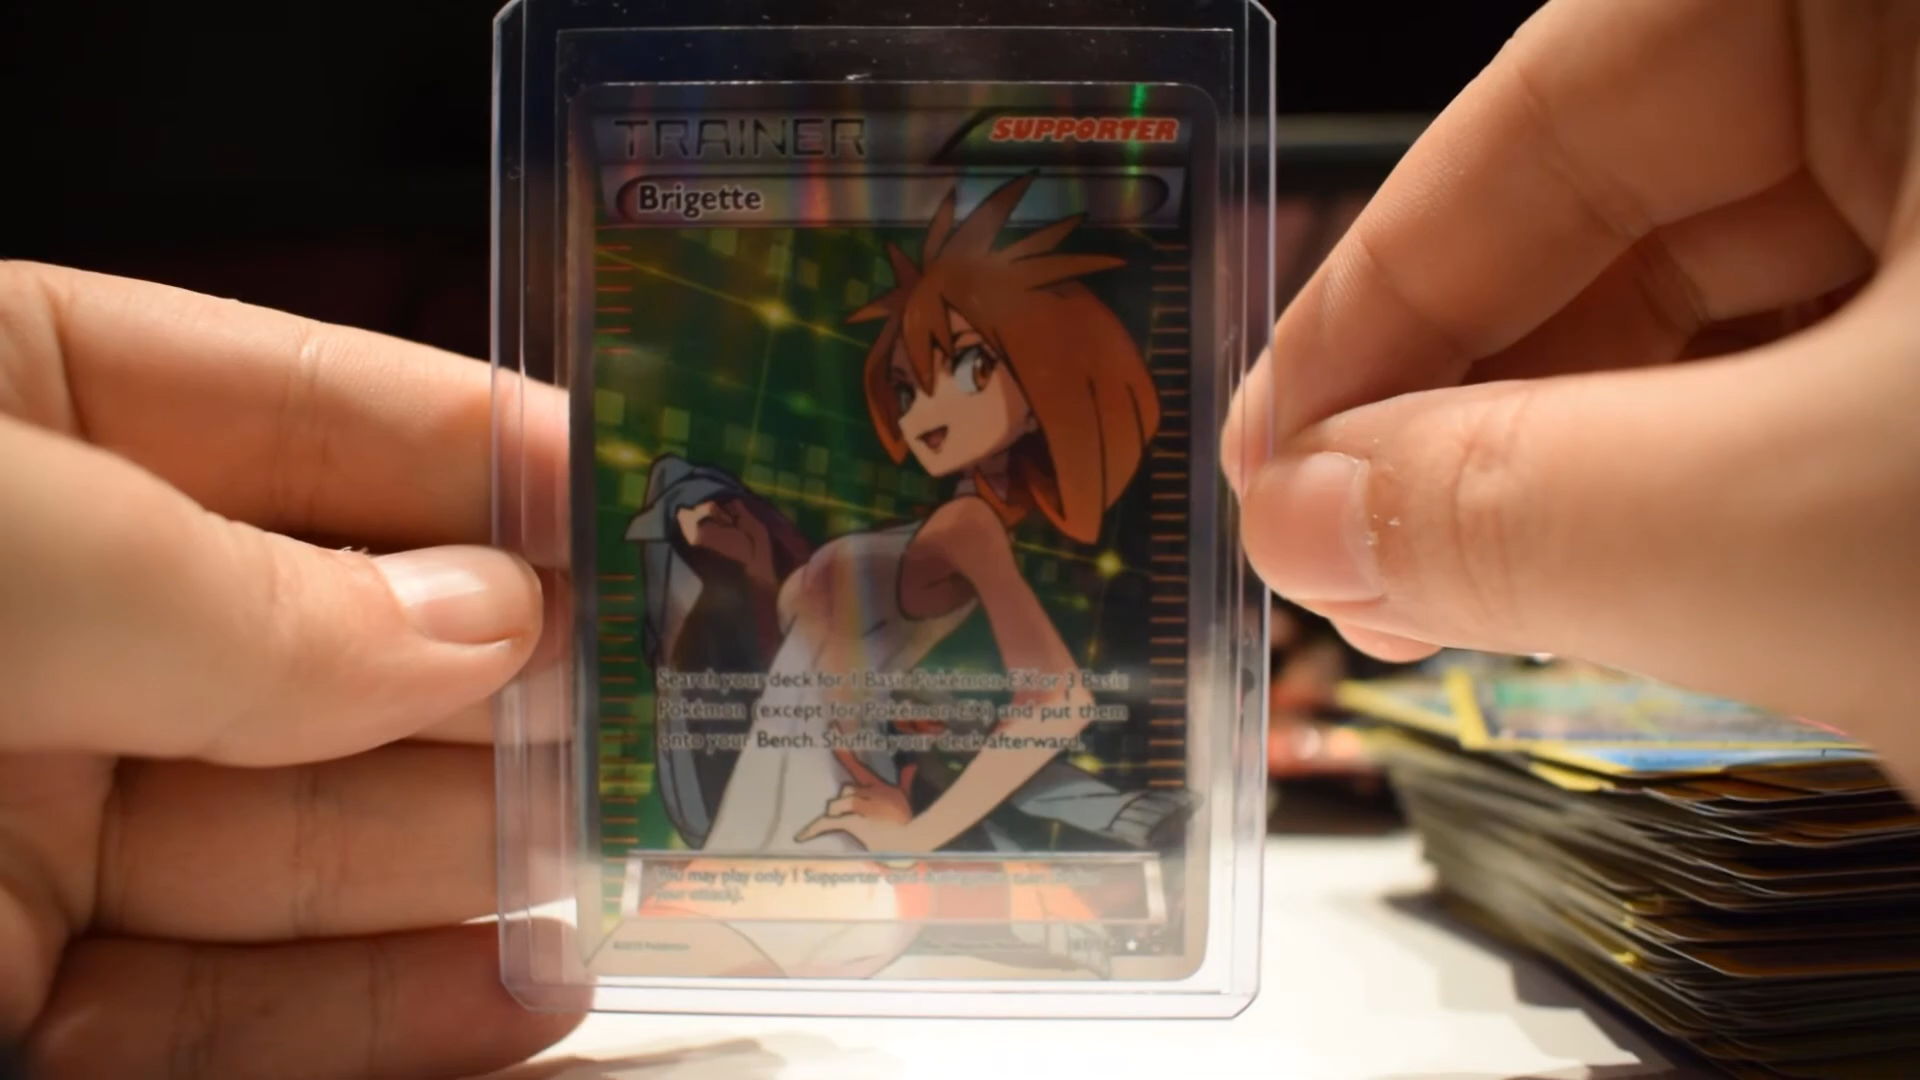 TRAINER
SUPPORTER
Brigette
Search your deck for 1 Basic Pokémon-EX or 3 Basic
Pokémon (except for Pokémon-EX) and put them
onto your Bench. Shuffle your deck afterward.
You may play only 1 Supporter card
your attack).
©2015 Pokémon